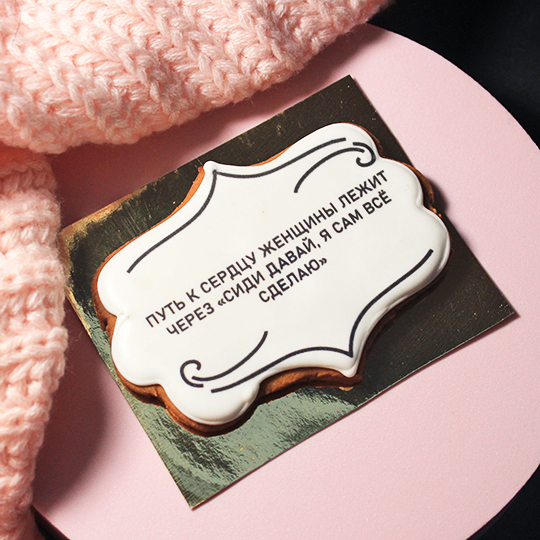 ПУТЬ К СЕРДЦУ ЖЕНЩИНЫ ЛЕЖИТ
ЧЕРЕЗ «СИДИ ДАВАЙ, Я САМ ВСЁ
СДЕЛАЮ»